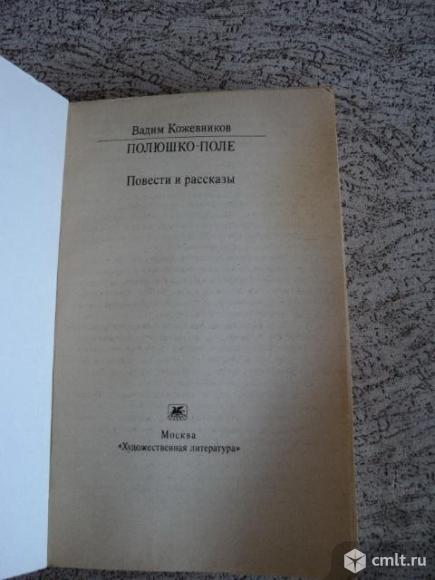 Вадим Кожевников
ПОЛЮШКО-ПОЛЕ
Повести и рассказы
Москва
«Художественная литература»
cmlt.ru